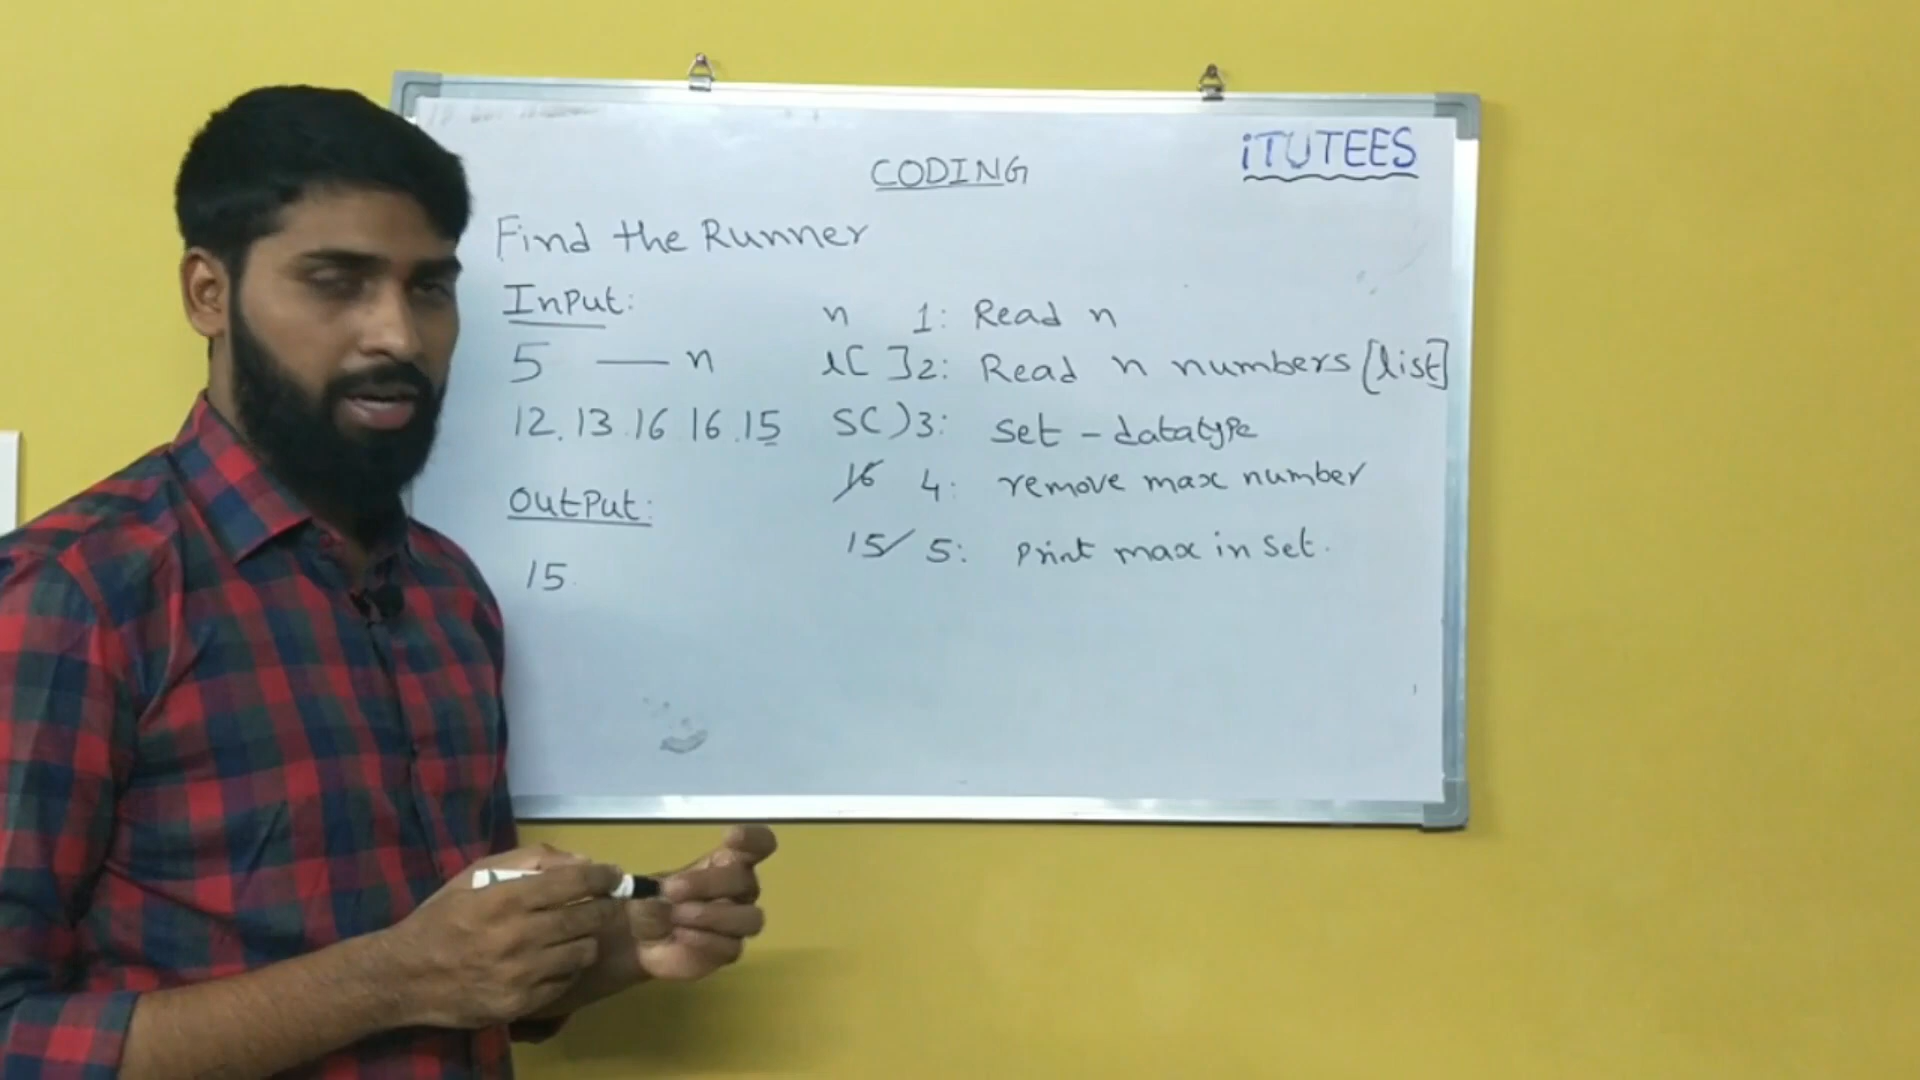 CODING
iTUTEES
Find the Runner
Input:
5 — n
12. 13 16 16 15
Output:
15.
n 1: Read n
l[ ] 2: Read n numbers [list]
S( ) 3: set - datatype
16 4: remove max number
15 5: print max in set.